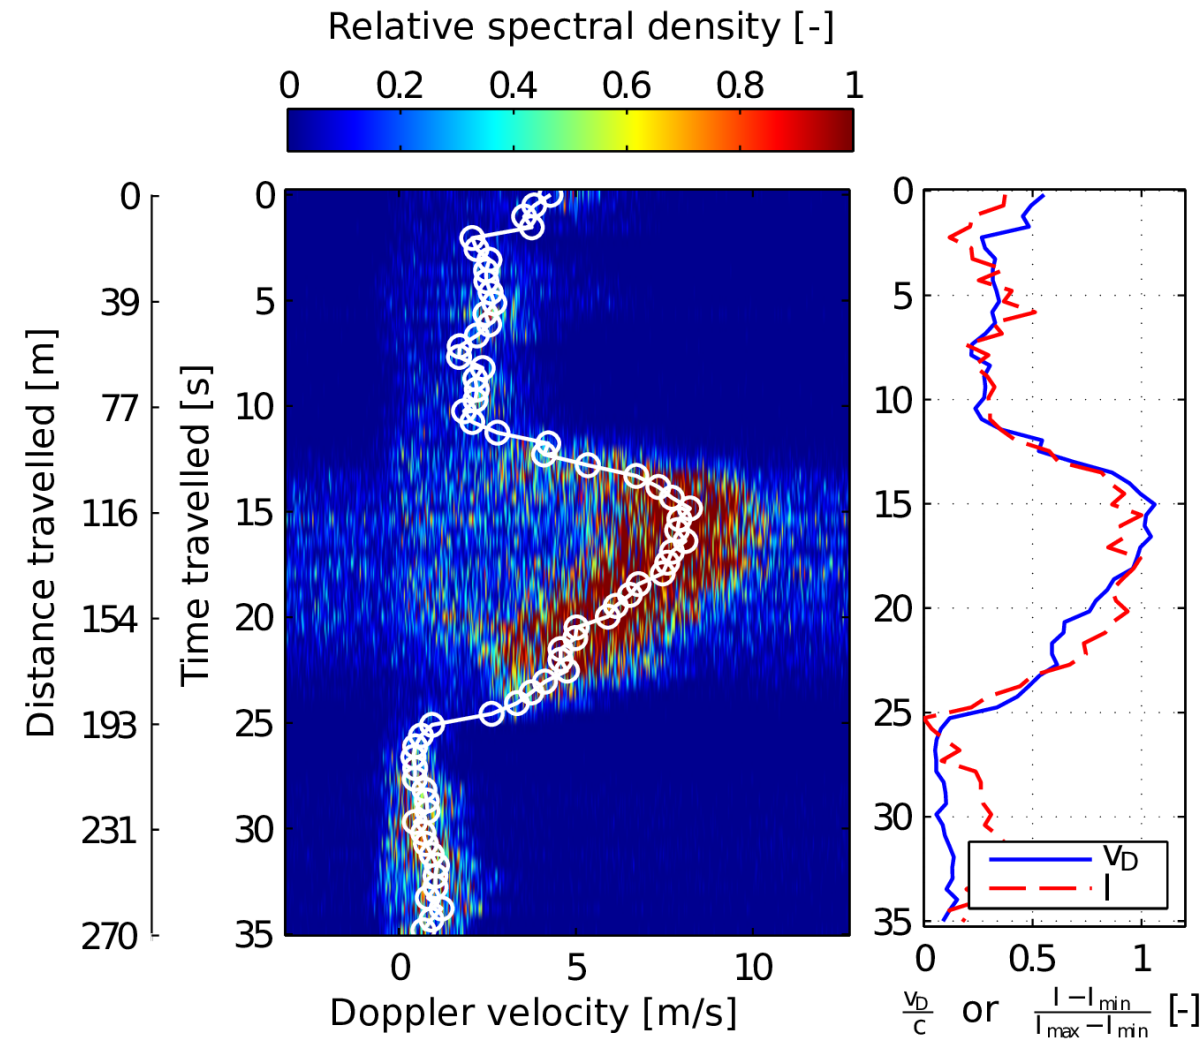 Relative spectral density [-]
0 0.2 0.4 0.6 0.8 1
Distance travelled [m]
0
39
77
116
154
193
231
270
Time travelled [s]
0
5
10
15
20
25
30
35
0 5 10
Doppler velocity [m/s]
0
5
10
15
20
25
30
35
v_D
I
0 0.5 1
v_D/c or (I − I_min)/(I_max − I_min) [-]